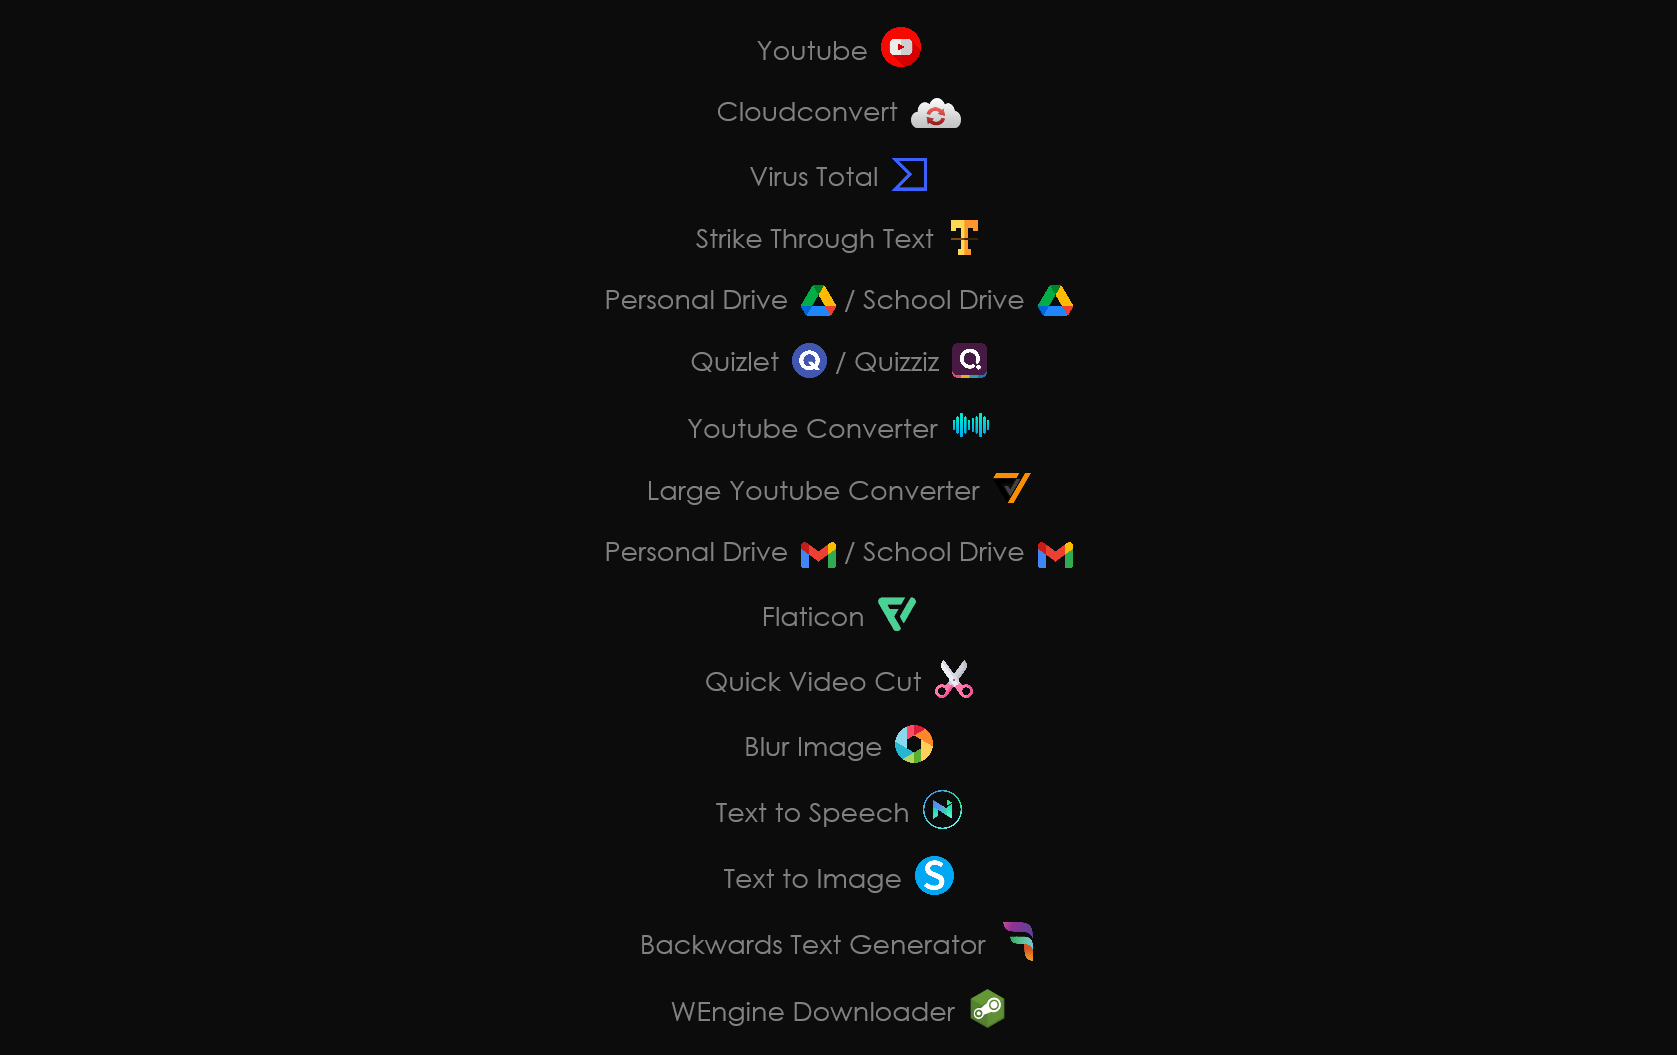 Youtube
Cloudconvert
Virus Total
Strike Through Text
Personal Drive / School Drive
Quizlet / Quizziz
Youtube Converter
Large Youtube Converter
Personal Drive / School Drive
Flaticon
Quick Video Cut
Blur Image
Text to Speech
Text to Image
Backwards Text Generator
WEngine Downloader